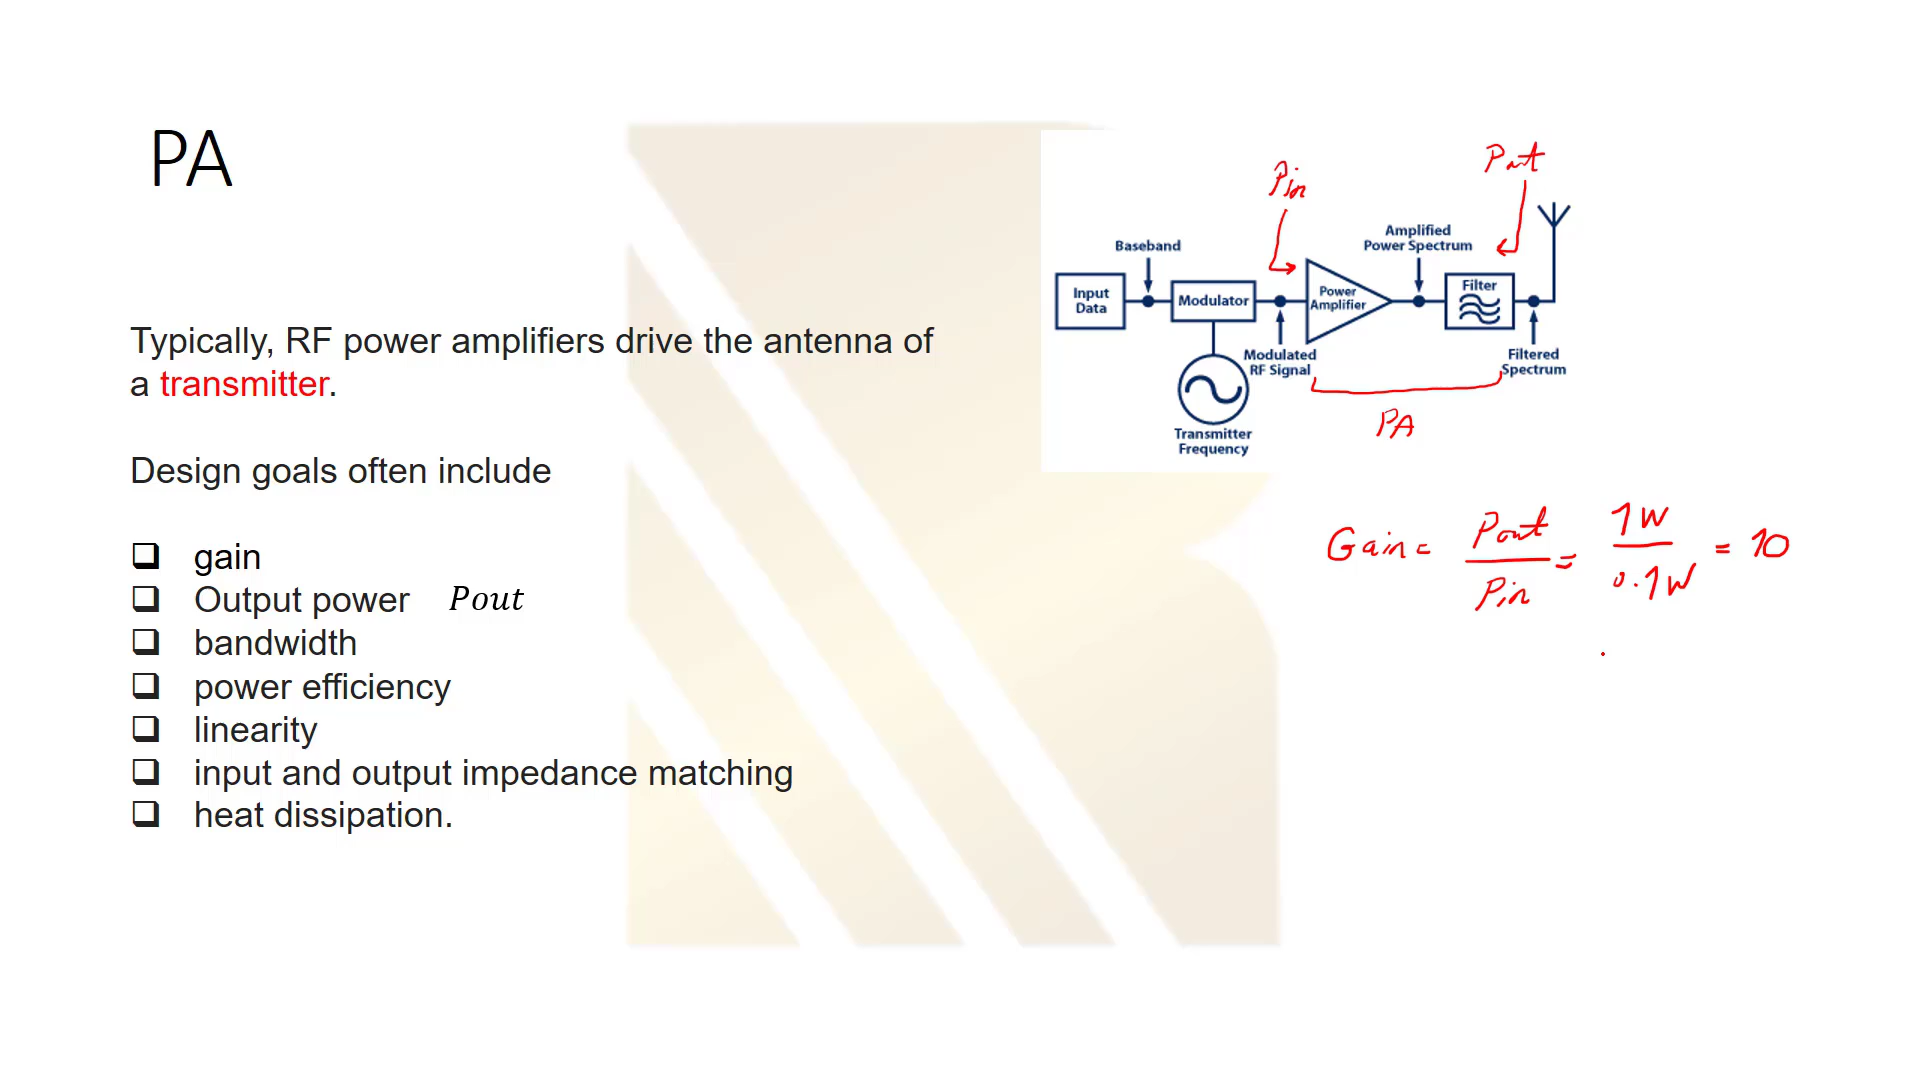 PA
Typically, RF power amplifiers drive the antenna of
a transmitter.
Design goals often include
❑ gain
❑ Output power Pout
❑ bandwidth
❑ power efficiency
❑ linearity
❑ input and output impedance matching
❑ heat dissipation.
Pin
Pout
Baseband
Amplified
Power Spectrum
Input
Data
Modulator
Power
Amplifier
Filter
Modulated
RF Signal
Filtered
Spectrum
PA
Transmitter
Frequency
Gain = Pout / Pin = 1W / 0.1W = 10